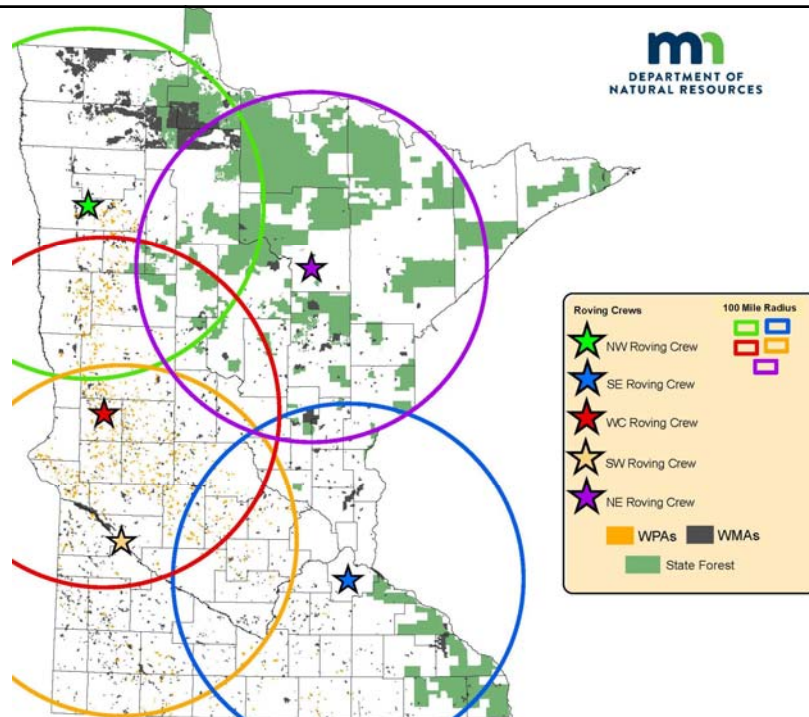 mn
DEPARTMENT OF
NATURAL RESOURCES
Roving Crews
100 Mile Radius
NW Roving Crew
SE Roving Crew
WC Roving Crew
SW Roving Crew
NE Roving Crew
WPAs
WMAs
State Forest